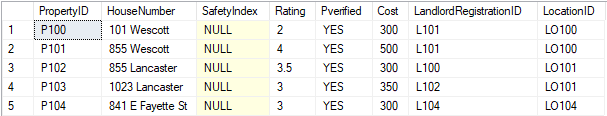 PropertyID HouseNumber SafetyIndex Rating Pverified Cost LandlordRegistrationID LocationID
1 P100 101 Wescott NULL 2 YES 300 L101 LO100
2 P101 855 Wescott NULL 4 YES 500 L101 LO100
3 P102 855 Lancaster NULL 3.5 YES 300 L100 LO101
4 P103 1023 Lancaster NULL 3 YES 350 L102 LO101
5 P104 841 E Fayette St NULL 3 YES 300 L104 LO104